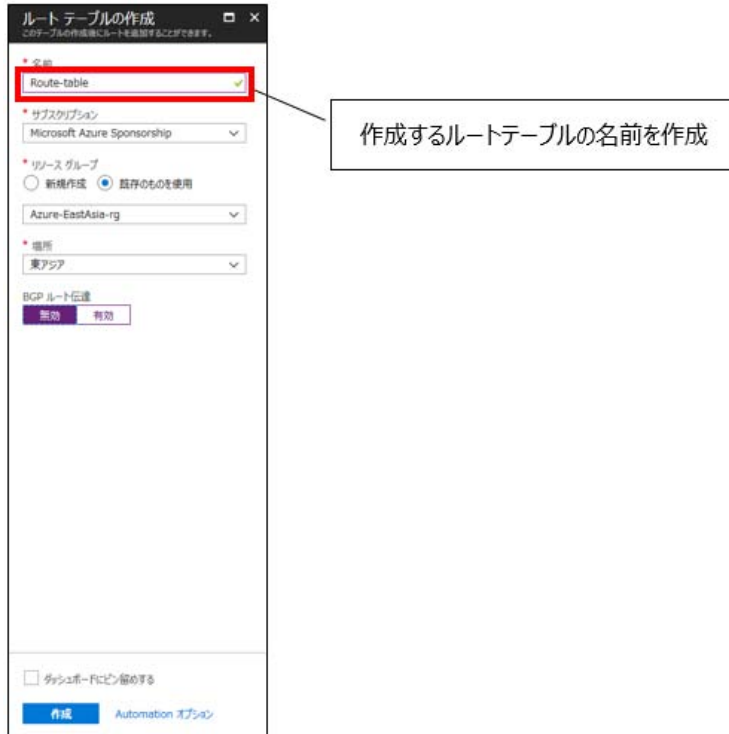 ルート テーブルの作成
このテーブルの作成後にルートを追加することができます。
* 名前
Route-table
作成するルートテーブルの名前を作成
* サブスクリプション
Microsoft Azure Sponsorship
* リソース グループ
新規作成 既存のものを使用
Azure-EastAsia-rg
* 場所
東アジア
BGP ルート伝達
無効 有効
ダッシュボードにピン留めする
作成 Automation オプション